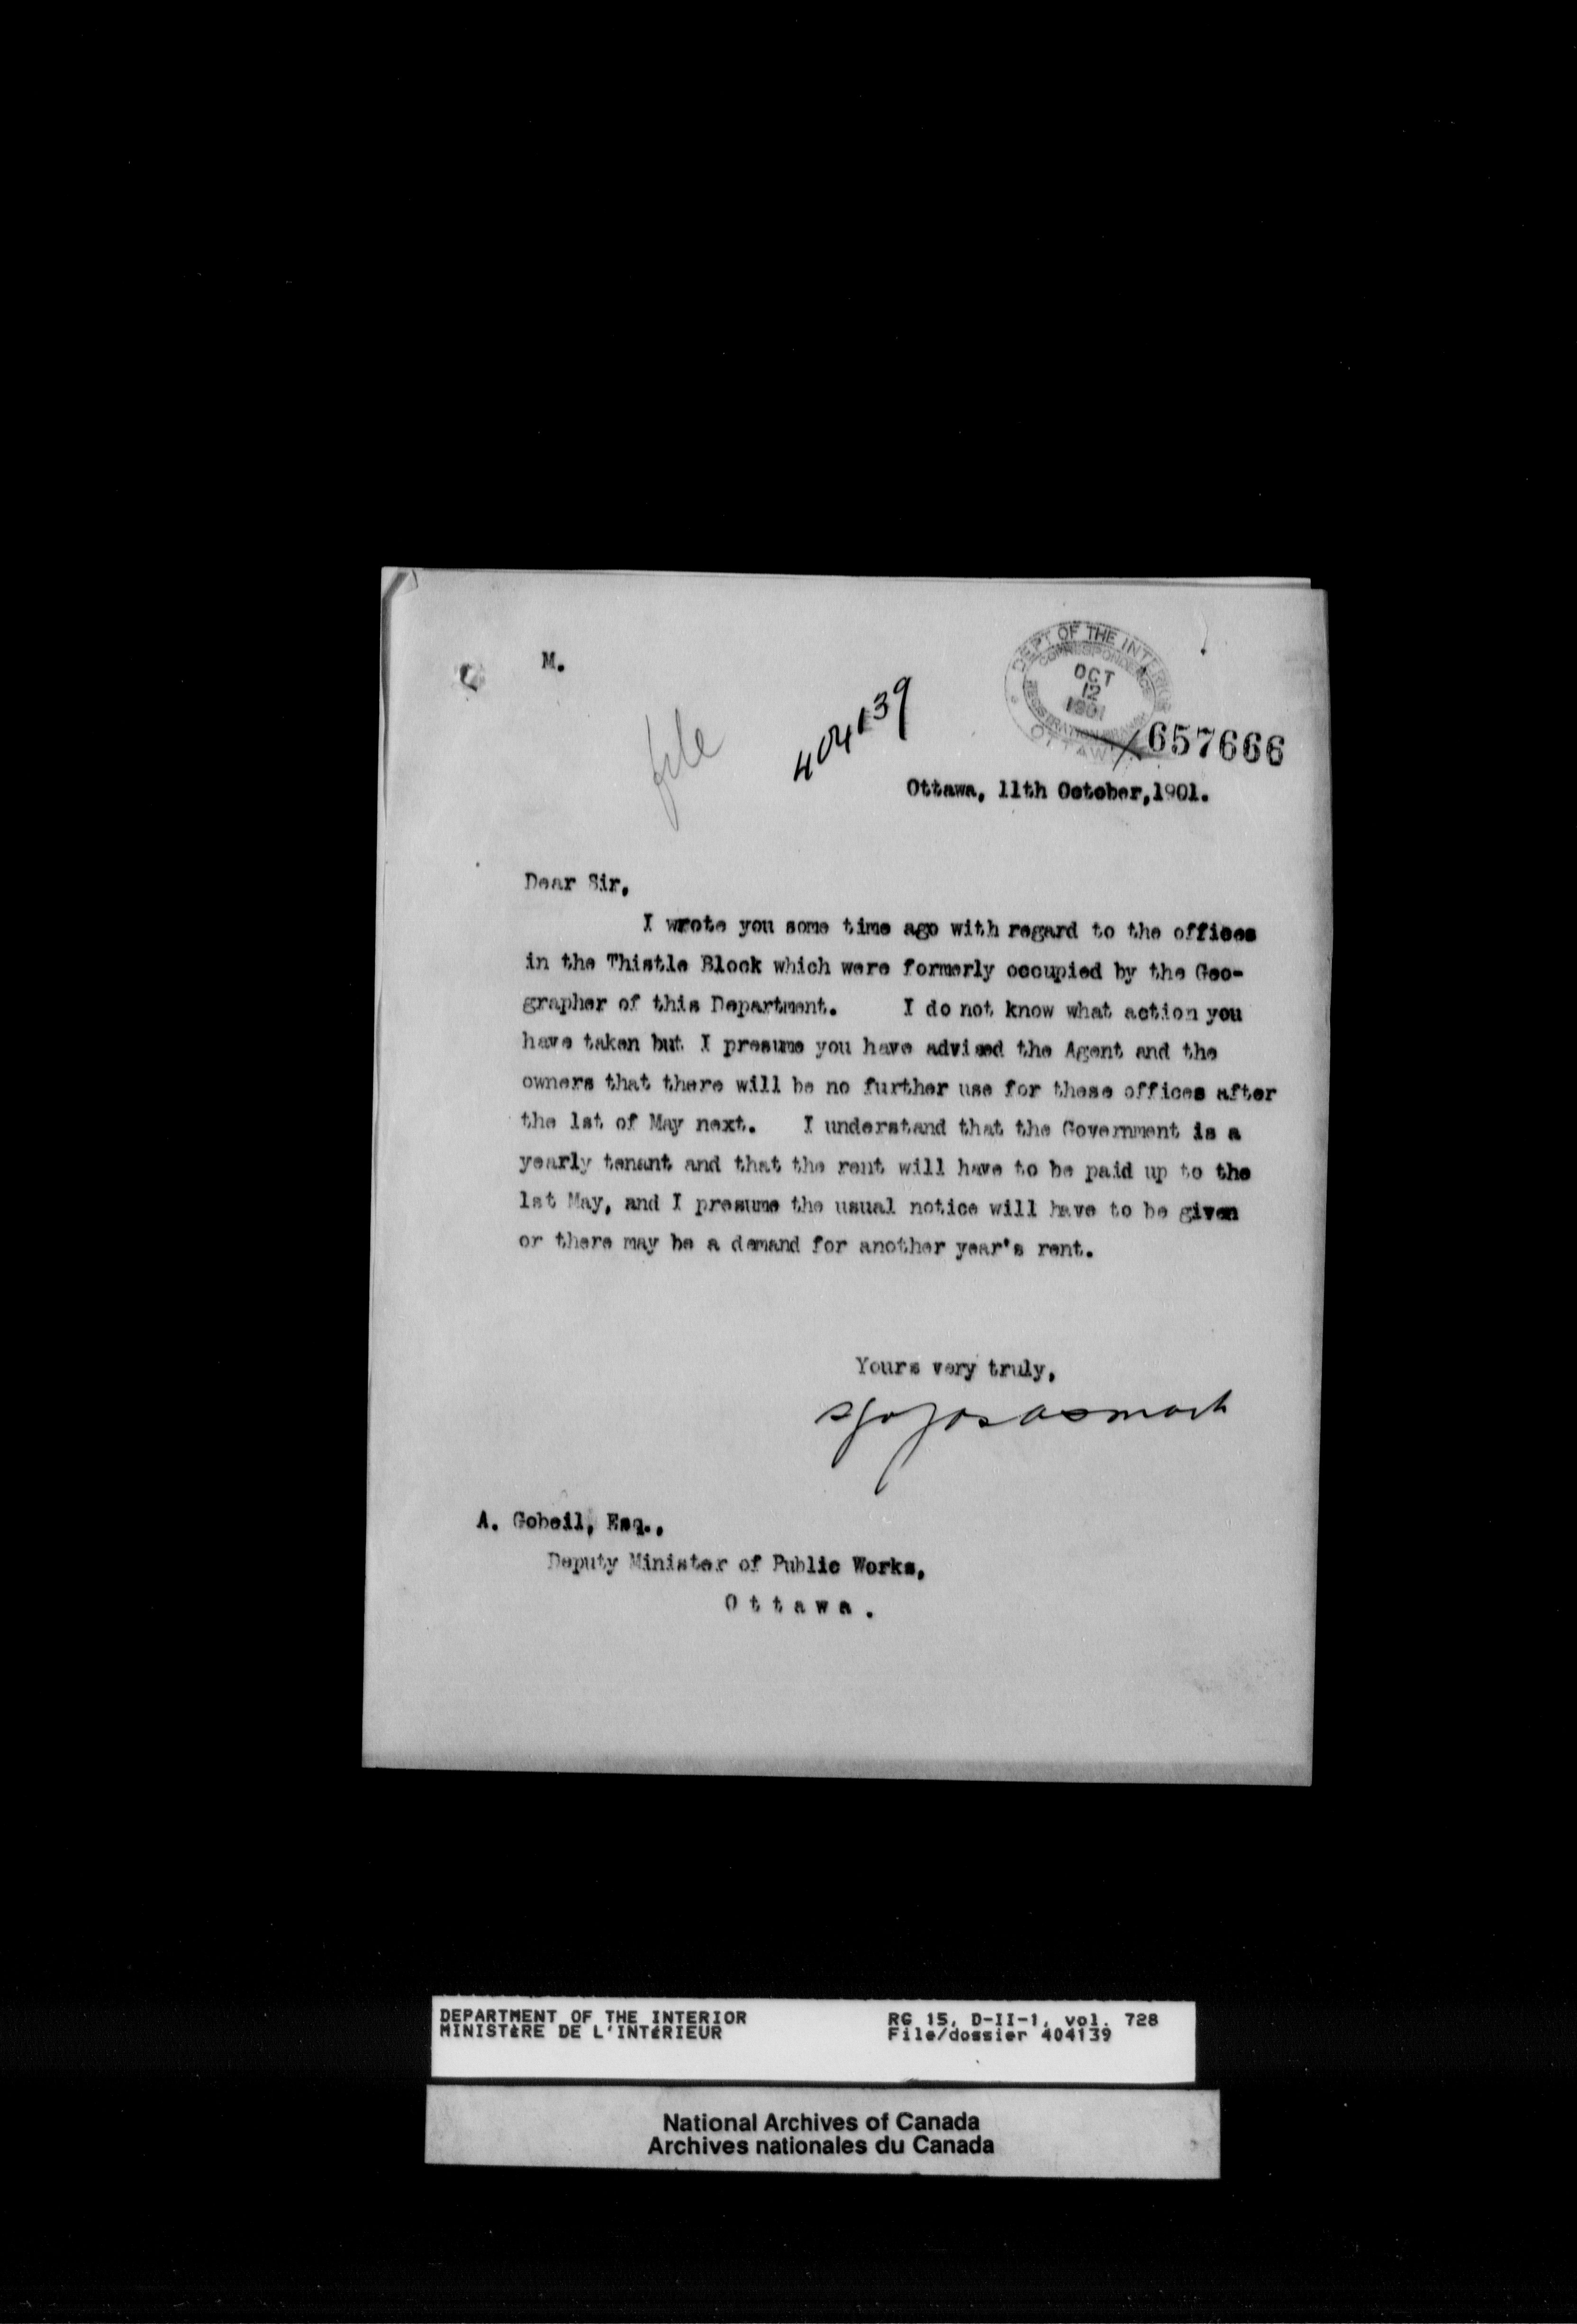 M.
DEPT OF THE INTERIOR
CORRESPONDENCE
OCT
12
1901
REGISTRATION BRANCH
OTTAWA
file
404139
657666
Ottawa, 11th October,1901.
Dear Sir,
I wrote you some time ago with regard to the offices
in the Thistle Block which were formerly occupied by the Geo-
grapher of this Department. I do not know what action you
have taken but I presume you have advised the Agent and the
owners that there will be no further use for these offices after
the 1st of May next. I understand that the Government is a
yearly tenant and that the rent will have to be paid up to the
1st May, and I presume the usual notice will have to be given
or there may be a demand for another year's rent.
Yours very truly,
A. Gobeil, Esq.,
Deputy Minister of Public Works,
Ottawa.
DEPARTMENT OF THE INTERIOR RG 15, D-II-1, vol. 728
MINISTèRE DE L'INTéRIEUR File/dossier 404139
National Archives of Canada
Archives nationales du Canada